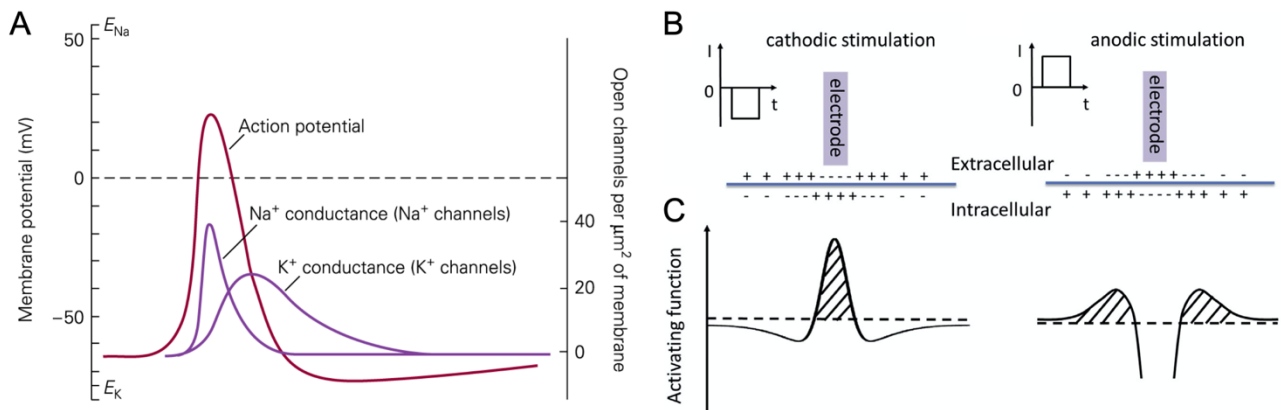 A
E_Na
50
0
−50
E_K
Membrane potential (mV)
Action potential
Na⁺ conductance (Na⁺ channels)
K⁺ conductance (K⁺ channels)
40
20
0
Open channels per μm² of membrane
B
cathodic stimulation
I
0
t
electrode
anodic stimulation
I
0
t
electrode
Extracellular
+ + +++ ---- +++ + +
- - --- ++++ --- - -
- - --- ++++ --- - -
+ + +++ ---- +++ + +
Intracellular
C
Activating function